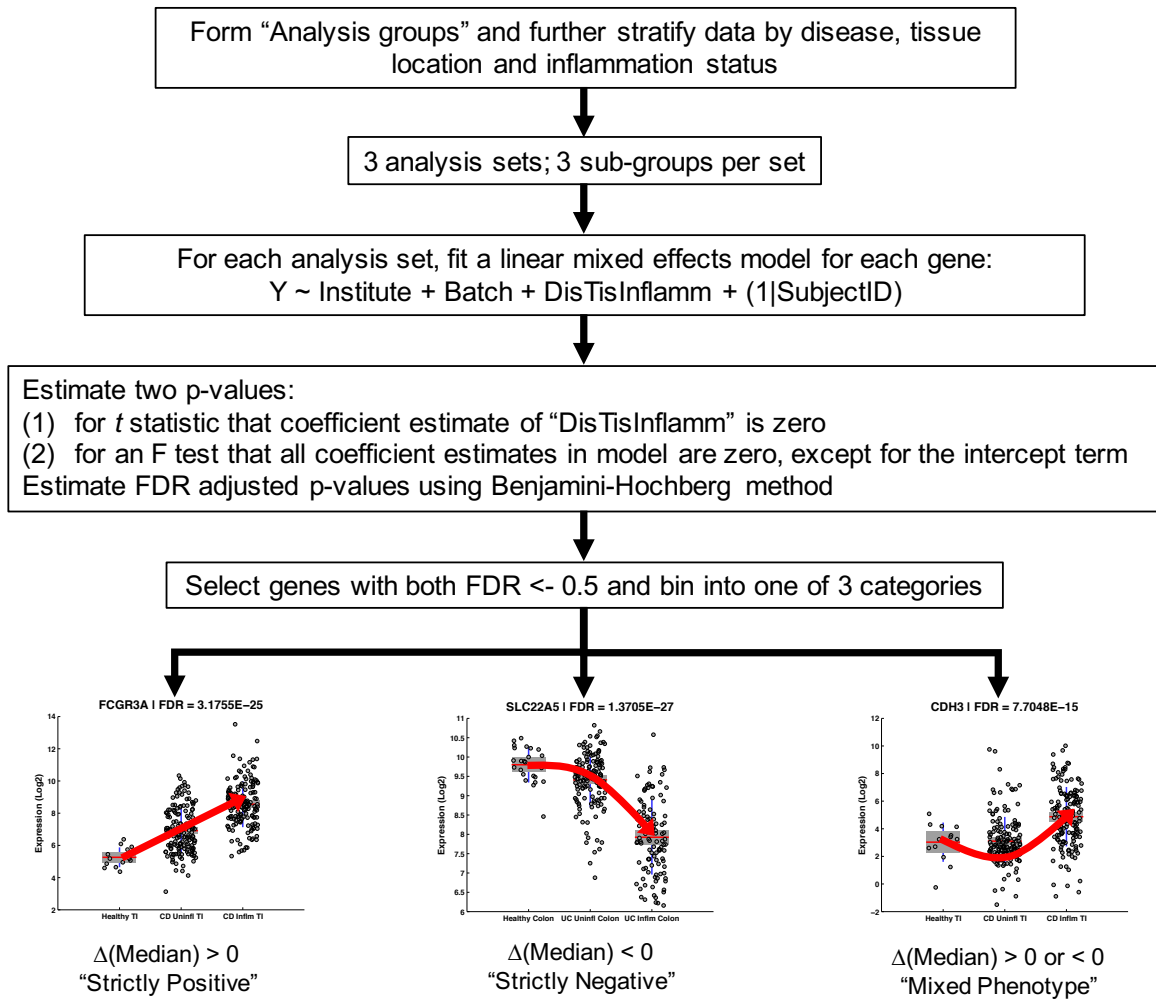 Form “Analysis groups” and further stratify data by disease, tissue
location and inflammation status
3 analysis sets; 3 sub-groups per set
For each analysis set, fit a linear mixed effects model for each gene:
Y ~ Institute + Batch + DisTisInflamm + (1|SubjectID)
Estimate two p-values:
(1) for t statistic that coefficient estimate of “DisTisInflamm” is zero
(2) for an F test that all coefficient estimates in model are zero, except for the intercept term
Estimate FDR adjusted p-values using Benjamini-Hochberg method
Select genes with both FDR <- 0.5 and bin into one of 3 categories
FCGR3A | FDR = 3.1755E−25
14
12
10
8
6
4
2
Expression (Log2)
Healthy TI
CD Uninfl TI
CD Inflm TI
Δ(Median) > 0
“Strictly Positive”
SLC22A5 | FDR = 1.3705E−27
11
10.5
10
9.5
9
8.5
8
7.5
7
6.5
6
Expression (Log2)
Healthy Colon
UC Uninfl Colon
UC Inflm Colon
Δ(Median) < 0
“Strictly Negative”
CDH3 | FDR = 7.7048E−15
12
10
8
6
4
2
0
−2
Expression (Log2)
Healthy TI
CD Uninfl TI
CD Inflm TI
Δ(Median) > 0 or < 0
“Mixed Phenotype”